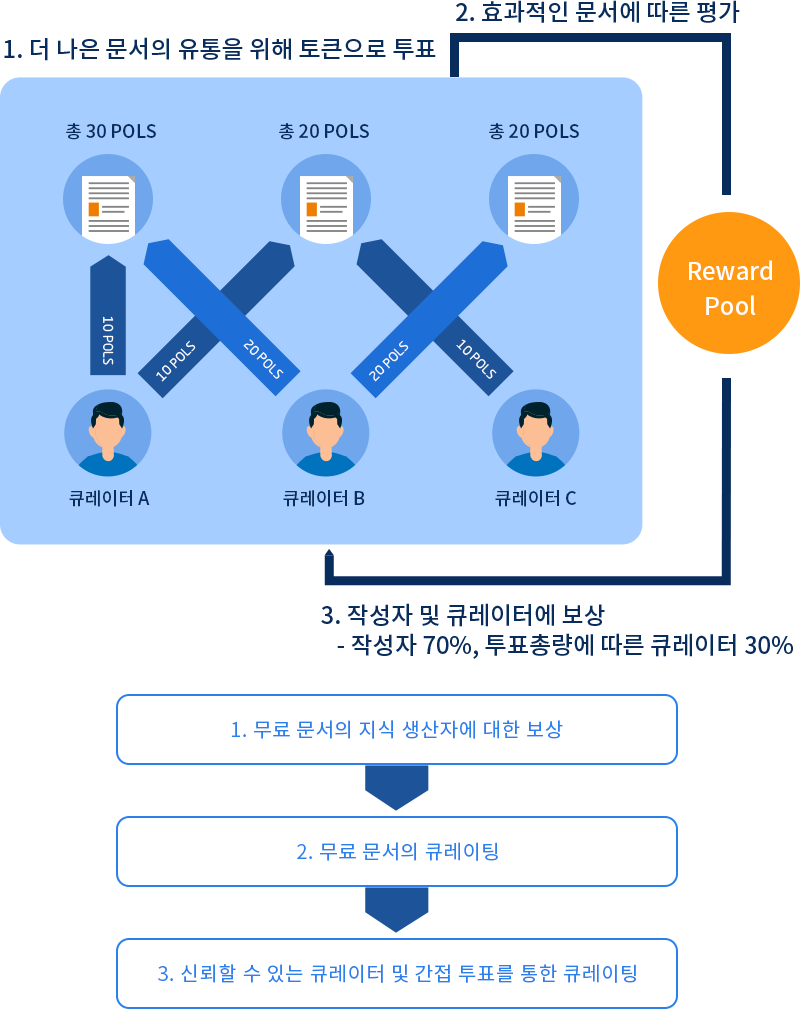 2. 효과적인 문서에 따른 평가
1. 더 나은 문서의 유통을 위해 토큰으로 투표
총 30 POLS
총 20 POLS
총 20 POLS
Reward
Pool
10 POLS
10 POLS
20 POLS
20 POLS
10 POLS
큐레이터 A
큐레이터 B
큐레이터 C
3. 작성자 및 큐레이터에 보상
- 작성자 70%, 투표총량에 따른 큐레이터 30%
1. 무료 문서의 지식 생산자에 대한 보상
2. 무료 문서의 큐레이팅
3. 신뢰할 수 있는 큐레이터 및 간접 투표를 통한 큐레이팅